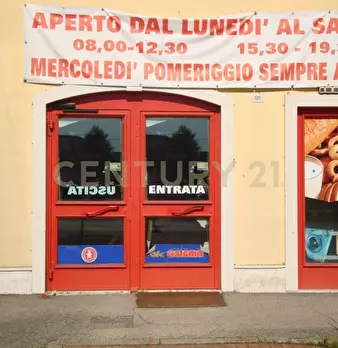 APERTO DAL LUNEDI' AL SA
08,00-12,30 15,30 - 19,
MERCOLEDI' POMERIGGIO SEMPRE A
CENTURY 21
USCITA ENTRATA